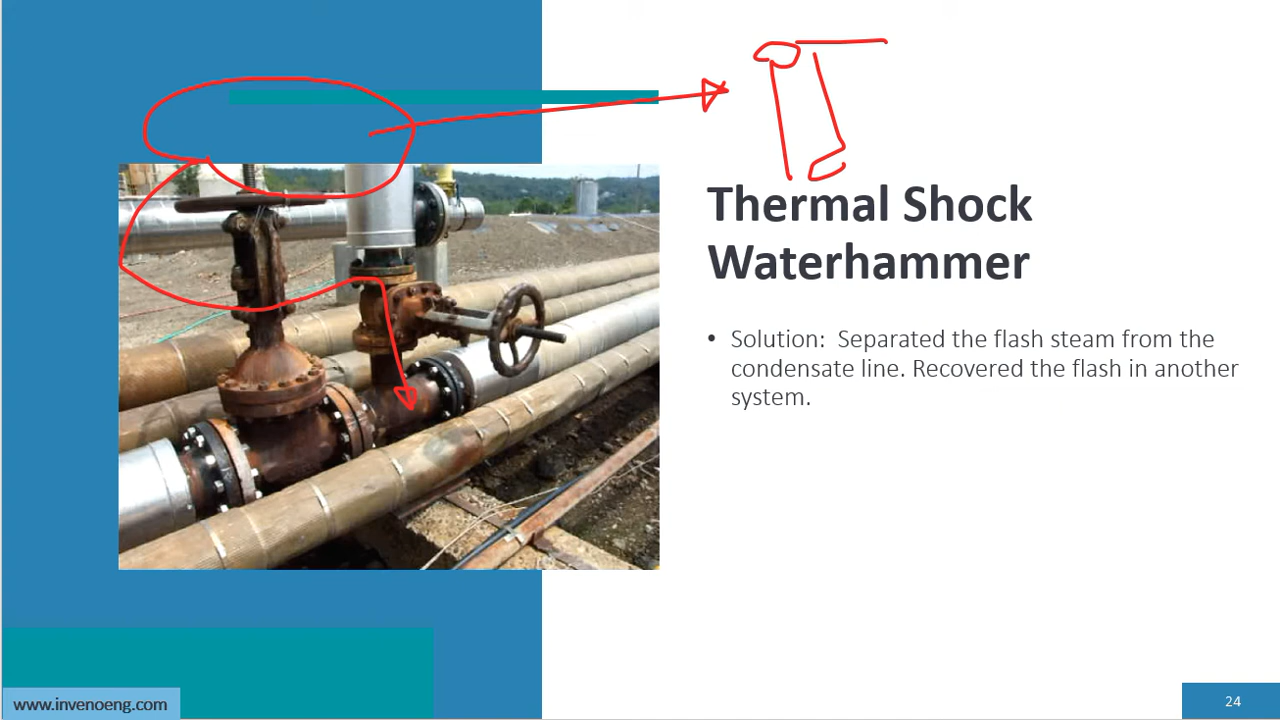 Thermal Shock
Waterhammer
• Solution:  Separated the flash steam from the
condensate line. Recovered the flash in another
system.
www.invenoeng.com
24